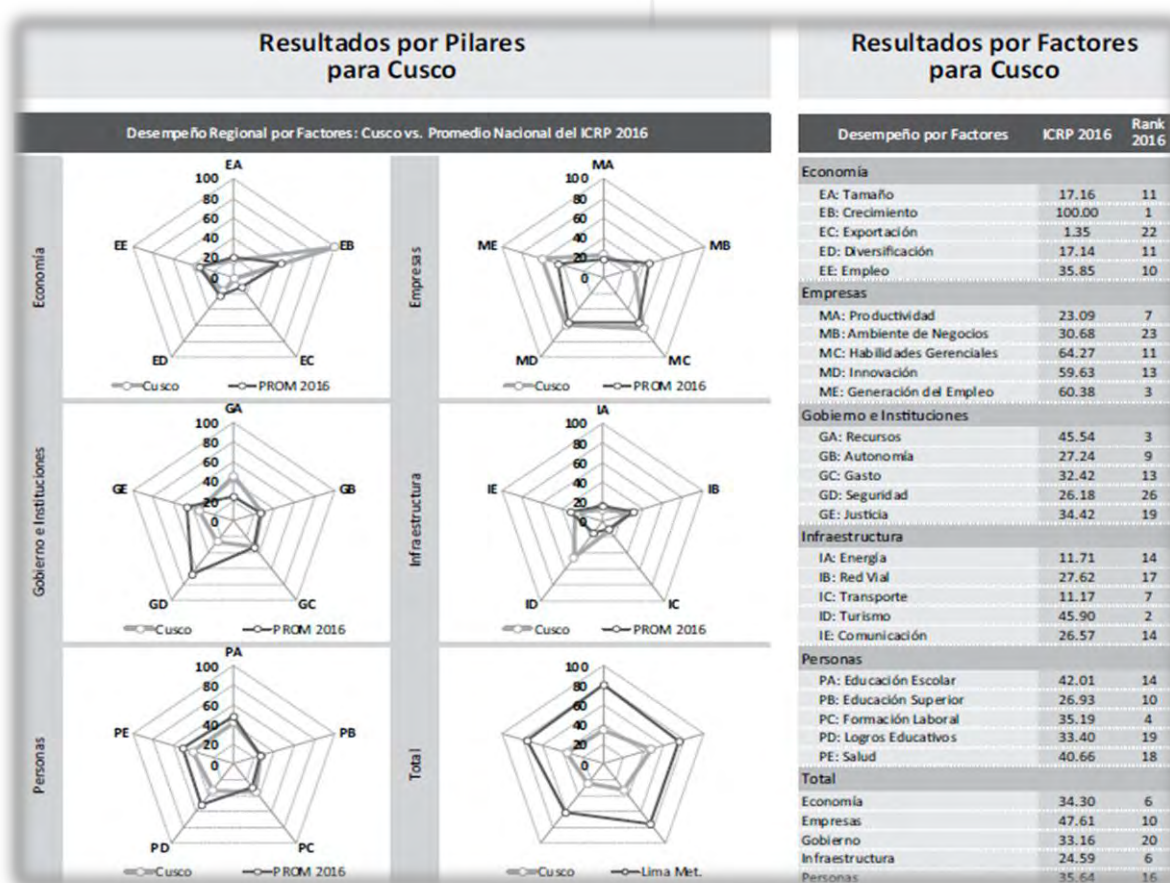 Resultados por Pilares
para Cusco
Desempeño Regional por Factores: Cusco vs. Promedio Nacional del ICRP 2016
Economía
EA
100
80
60
40
20
0
EE
EB
ED
EC
Cusco
PROM 2016
Empresas
MA
100
80
60
40
20
0
ME
MB
MD
MC
Cusco
PROM 2016
Gobierno e Instituciones
GA
100
80
60
40
20
0
GE
GB
GD
GC
Cusco
PROM 2016
Infraestructura
IA
100
80
60
40
20
0
IE
IB
ID
IC
Cusco
PROM 2016
Personas
PA
100
80
60
40
20
0
PE
PB
PD
PC
Cusco
PROM 2016
Total
100
80
60
40
20
0
Cusco
Lima Met.
Resultados por Factores
para Cusco
Desempeño por Factores ICRP 2016 Rank 2016
Economía
EA: Tamaño 17.16 11
EB: Crecimiento 100.00 1
EC: Exportación 1.35 22
ED: Diversificación 17.14 11
EE: Empleo 35.85 10
Empresas
MA: Productividad 23.09 7
MB: Ambiente de Negocios 30.68 23
MC: Habilidades Gerenciales 64.27 11
MD: Innovación 59.63 13
ME: Generación del Empleo 60.38 3
Gobierno e Instituciones
GA: Recursos 45.54 3
GB: Autonomía 27.24 9
GC: Gasto 32.42 13
GD: Seguridad 26.18 26
GE: Justicia 34.42 19
Infraestructura
IA: Energía 11.71 14
IB: Red Vial 27.62 17
IC: Transporte 11.17 7
ID: Turismo 45.90 2
IE: Comunicación 26.57 14
Personas
PA: Educación Escolar 42.01 14
PB: Educación Superior 26.93 10
PC: Formación Laboral 35.19 4
PD: Logros Educativos 33.40 19
PE: Salud 40.66 18
Total
Economía 34.30 6
Empresas 47.61 10
Gobierno 33.16 20
Infraestructura 24.59 6
Personas 35.64 16